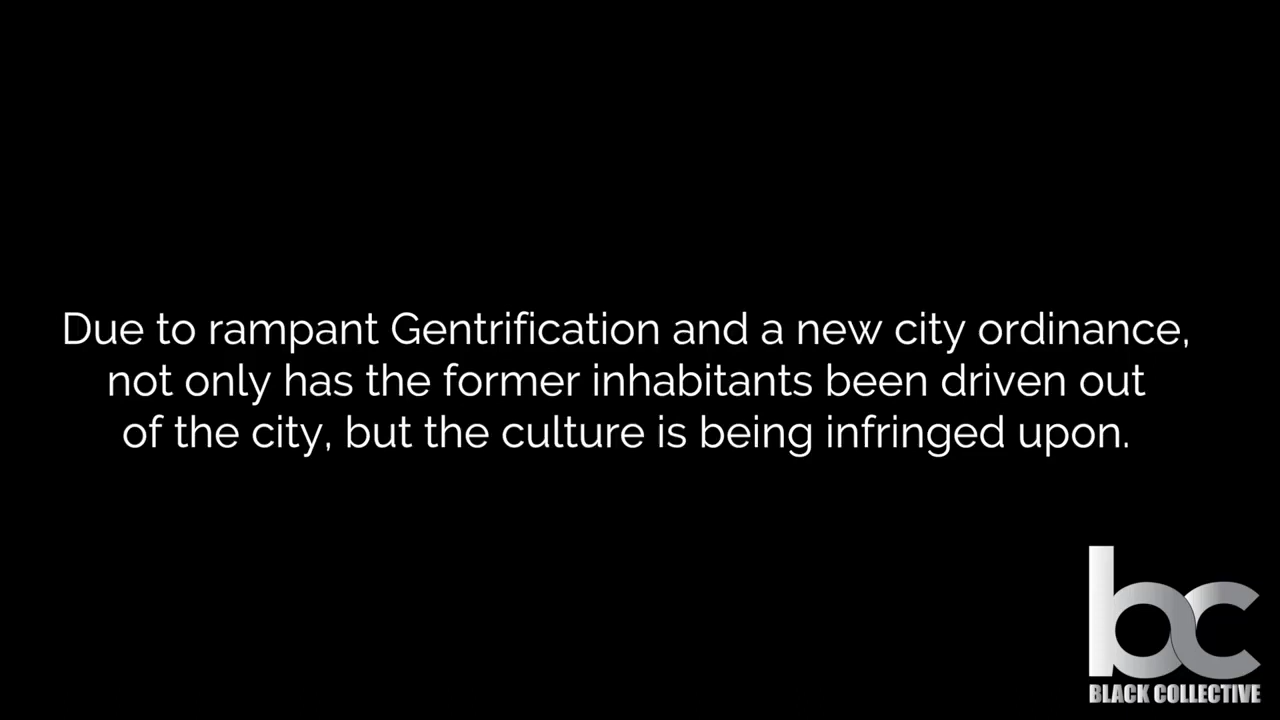 Due to rampant Gentrification and a new city ordinance,
not only has the former inhabitants been driven out
of the city, but the culture is being infringed upon.
bc
BLACK COLLECTIVE